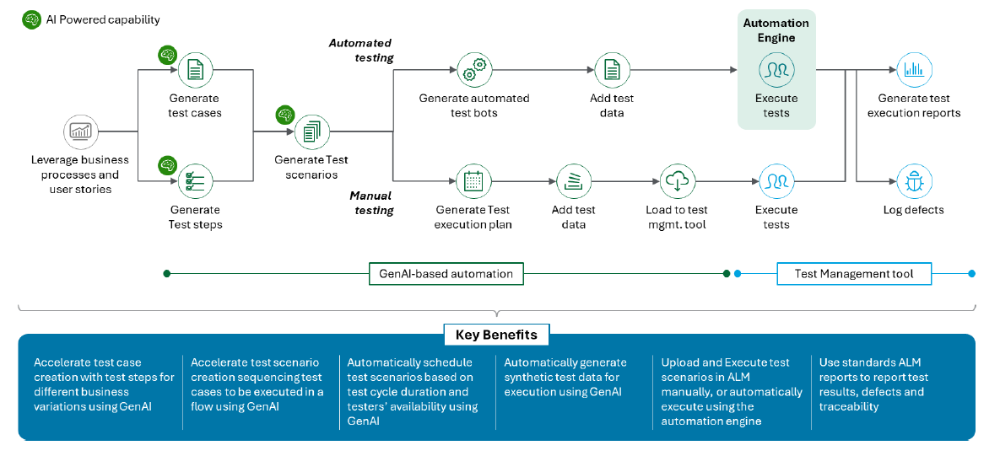 AI Powered capability
Automated
testing
Automation
Engine
Generate
test cases
Generate automated
test bots
Add test
data
Execute
tests
Generate test
execution reports
Leverage business
processes and
user stories
Generate Test
scenarios
Generate
Test steps
Manual
testing
Generate Test
execution plan
Add test
data
Load to test
mgmt. tool
Execute
tests
Log defects
GenAI-based automation
Test Management tool
Key Benefits
Accelerate test case
creation with test steps for
different business
variations using GenAI
Accelerate test scenario
creation sequencing test
cases to be executed in a
flow using GenAI
Automatically schedule
test scenarios based on
test cycle duration and
testers' availability using
GenAI
Automatically generate
synthetic test data for
execution using GenAI
Upload and Execute test
scenarios in ALM
manually, or automatically
execute using the
automation engine
Use standards ALM
reports to report test
results, defects and
traceability